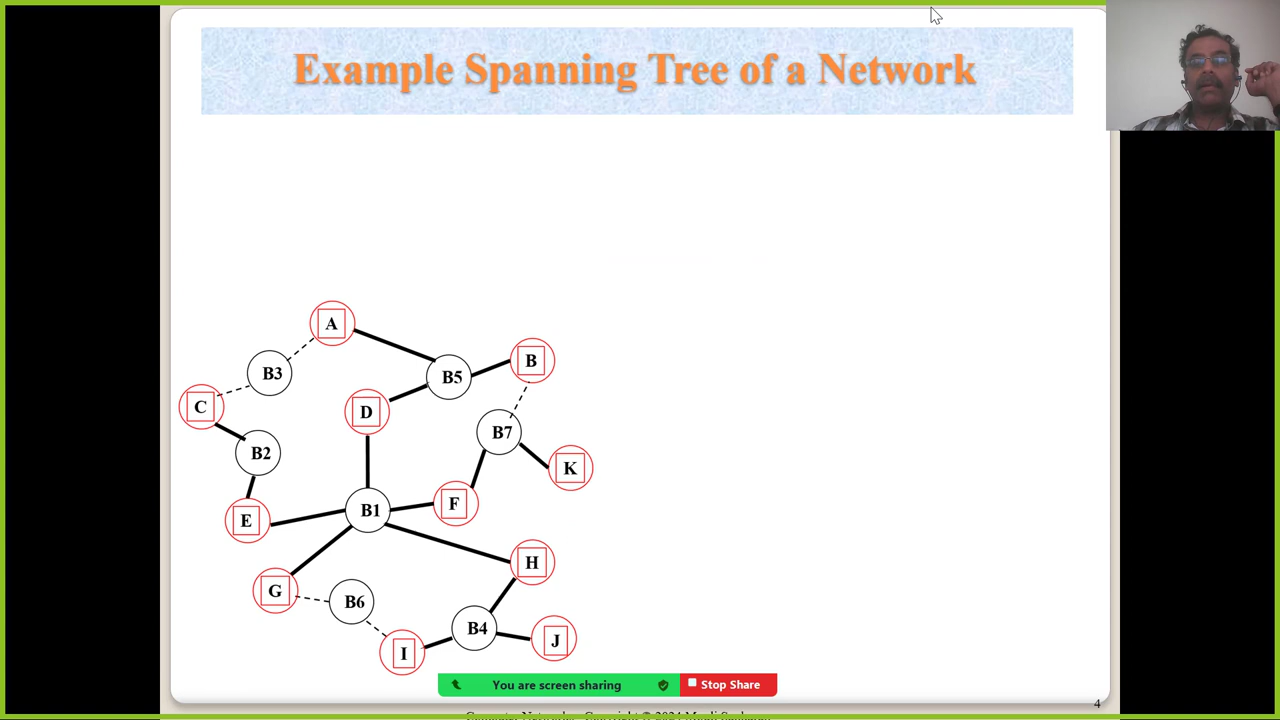 Example Spanning Tree of a Network
A
B3
B5
B
C
D
B7
B2
K
F
B1
E
H
G
B6
B4
J
I
You are screen sharing
Stop Share
4